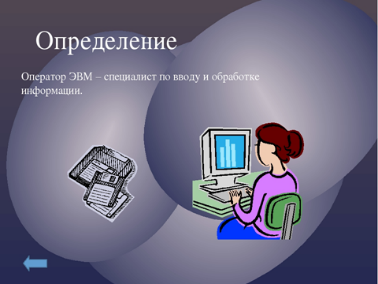 Определение
Оператор ЭВМ – специалист по вводу и обработке
информации.